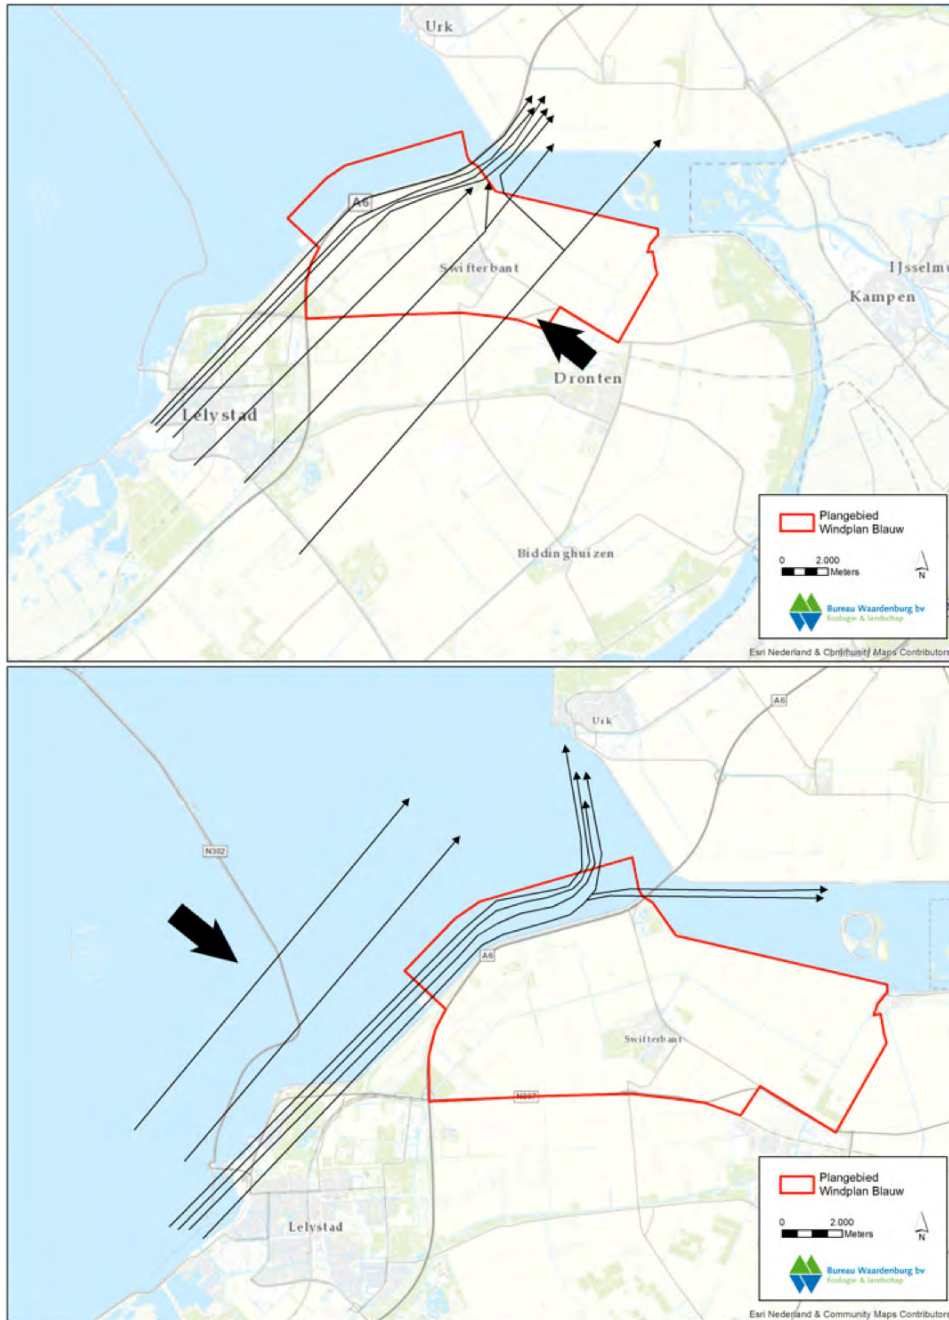 Urk
A6
Swifterbant
IJsselmu
Kampen
Dronten
Lelystad
Biddinghuizen
Plangebied
Windplan Blauw
0 2.000
Meters
N
Bureau Waardenburg bv
Ecologie & landschap
Esri Nederland & Community Maps Contributors
Urk
A6
N302
A6
Swifterbant
N307
Lelystad
Plangebied
Windplan Blauw
0 2.000
Meters
N
Bureau Waardenburg bv
Ecologie & landschap
Esri Nederland & Community Maps Contributors